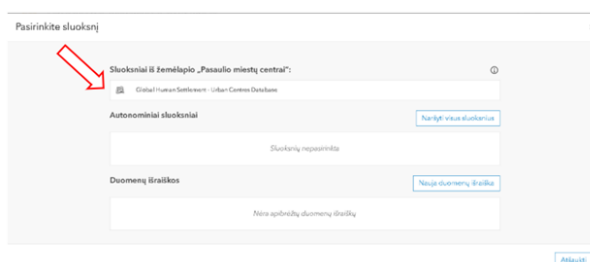 Pasirinkite sluoksnį
Sluoksniai iš žemėlapio „Pasaulio miestų centrai“:
Global Human Settlement - Urban Centres Database
Autonominiai sluoksniai
Naršyti visus sluoksnius
Sluoksnių nepasirinkta
Duomenų išraiškos
Nauja duomenų išraiška
Nėra apibrėžtų duomenų išraiškų
Atšaukti